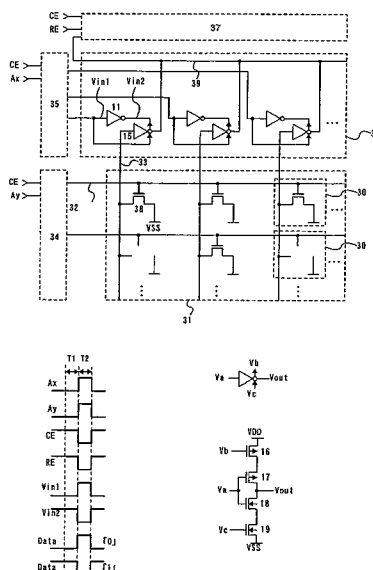 CE
RE
37
39
CE
Ax
Vin1
Vin2
11
15
35
3
33
CE
Ay
32
38
VSS
30
34
30
31
T1 T2
Ax
Ay
CE
RE
Vin1
Vin2
Data 「0」
Data 「1」
Vb
Va Vout
Vc
VDD
Vb 16
17
Va Vout
18
Vc 19
VSS